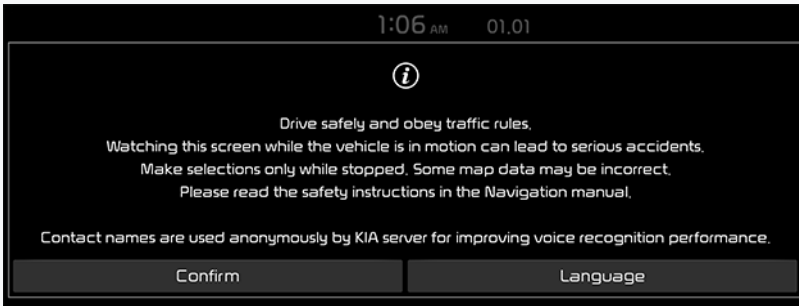 1:06 AM 01.01
i
Drive safely and obey traffic rules.
Watching this screen while the vehicle is in motion can lead to serious accidents.
Make selections only while stopped. Some map data may be incorrect.
Please read the safety instructions in the Navigation manual.
Contact names are used anonymously by KIA server for improving voice recognition performance.
Confirm Language